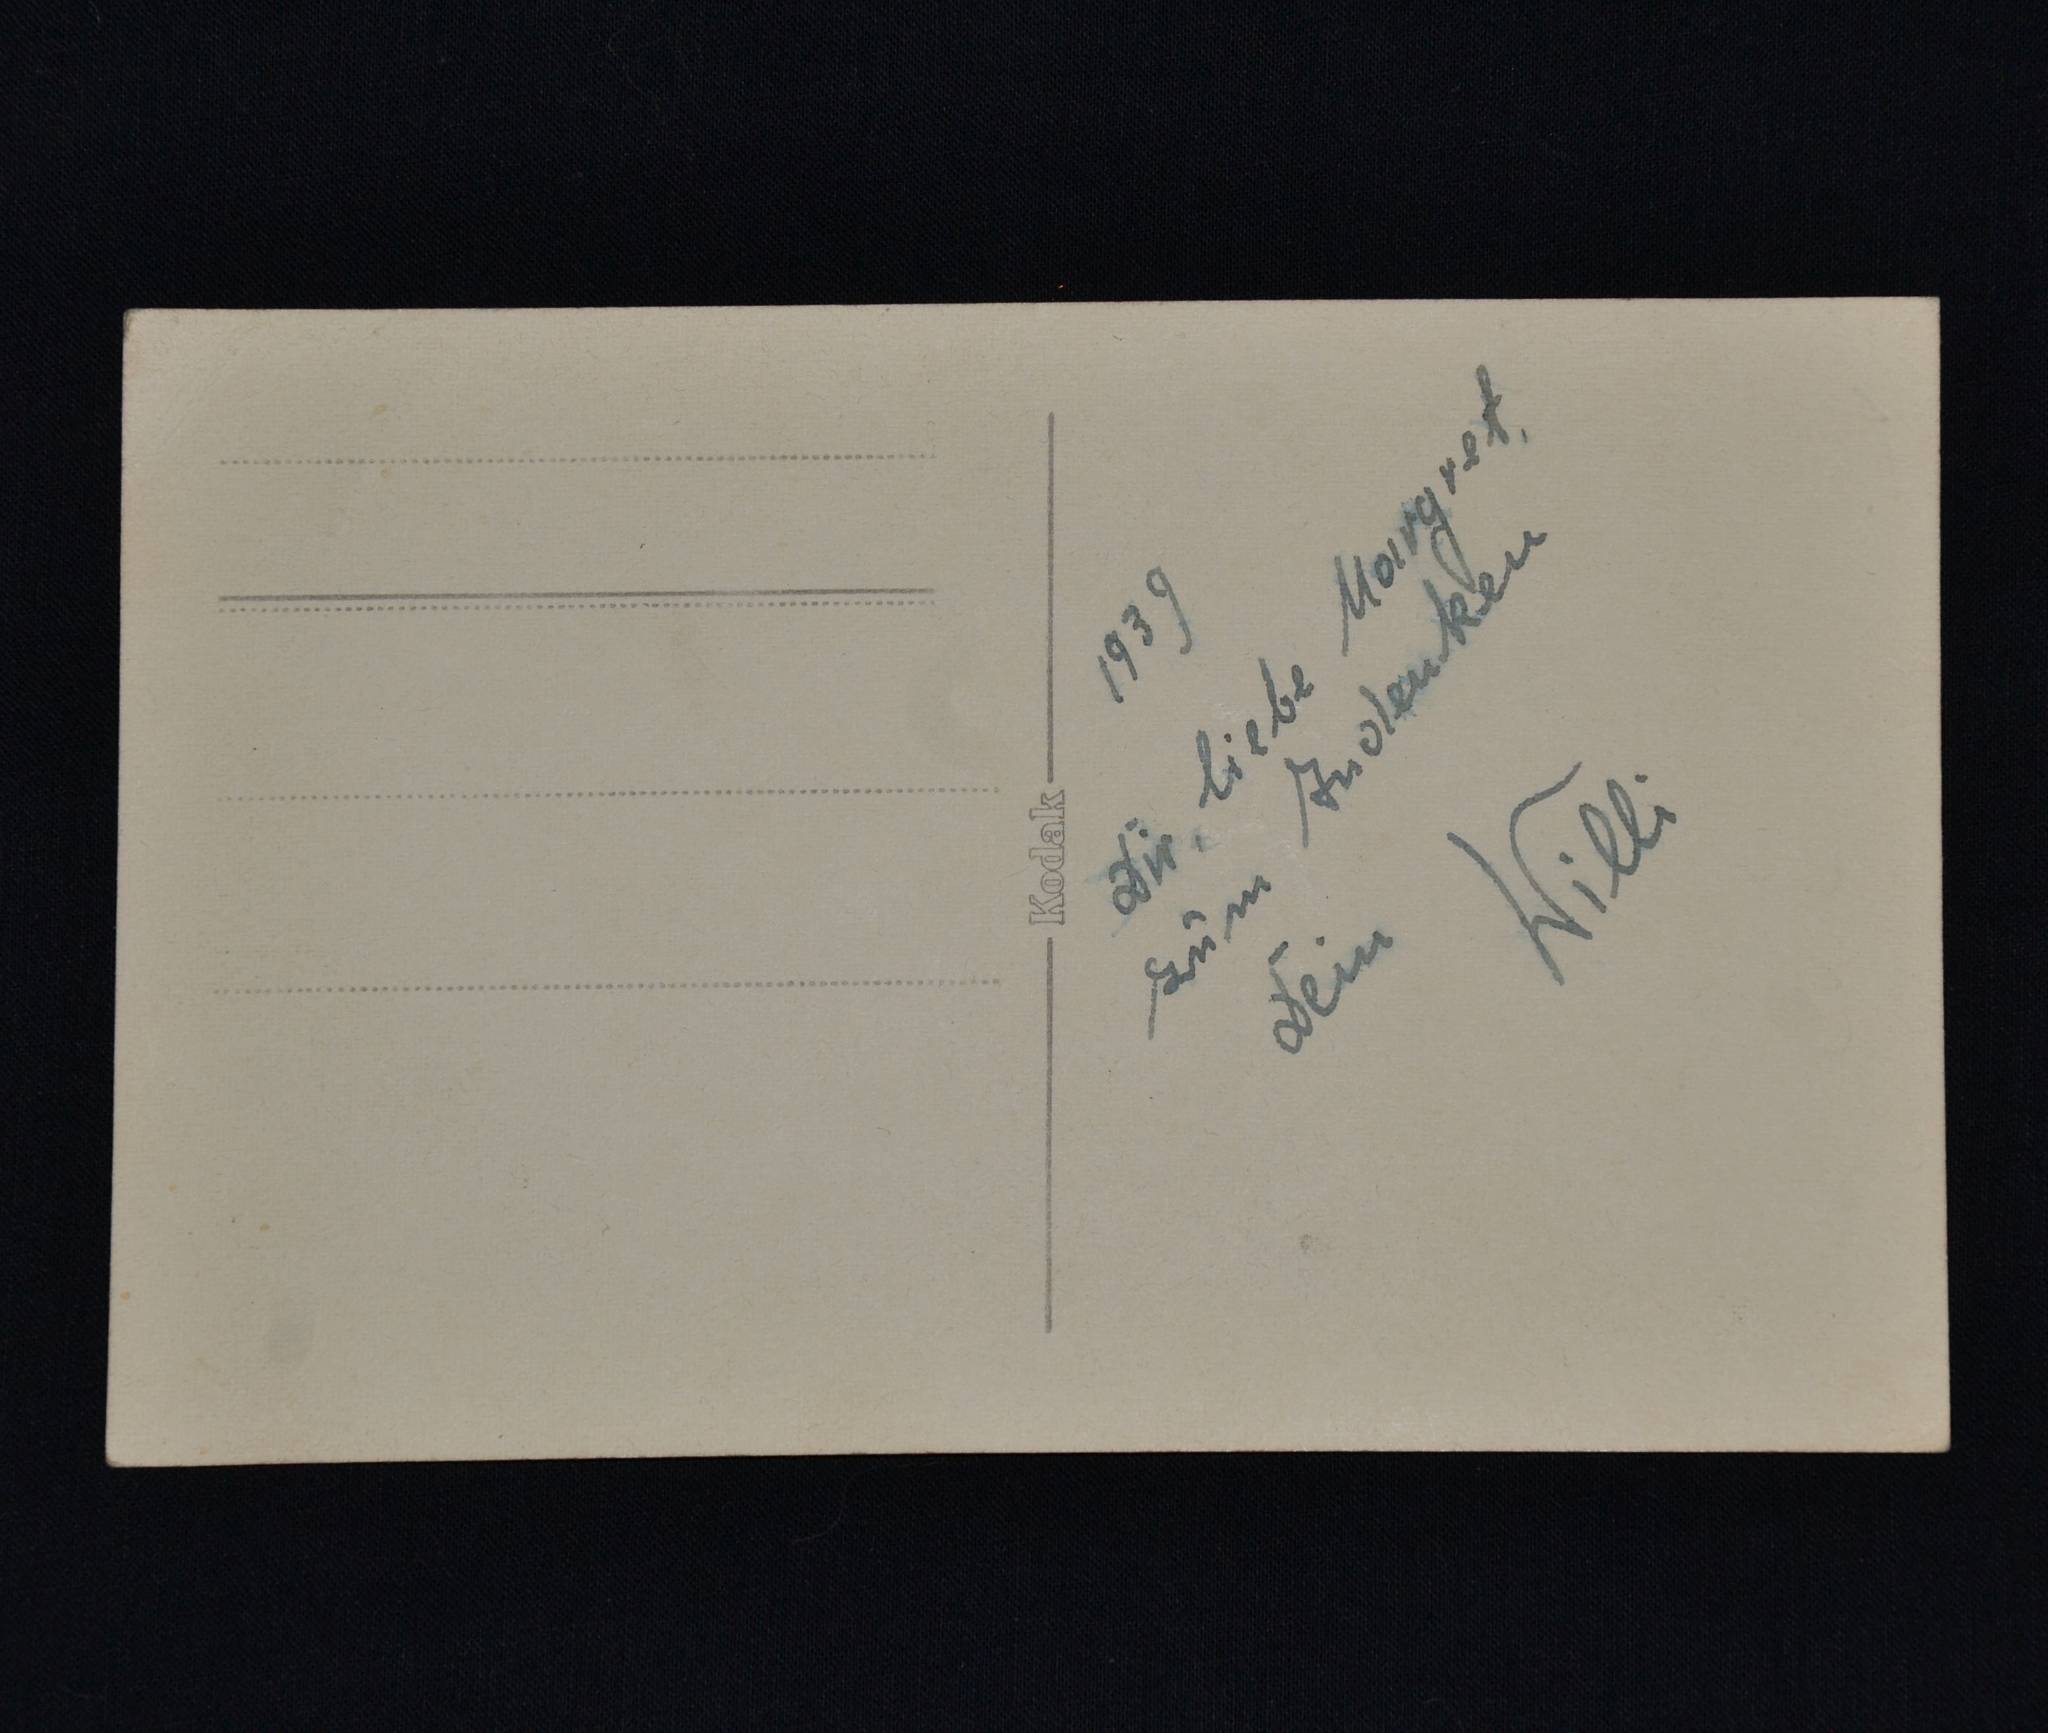 Kodak
1939
Dir, liebe Margret,
zum Andenken
Dein Willi